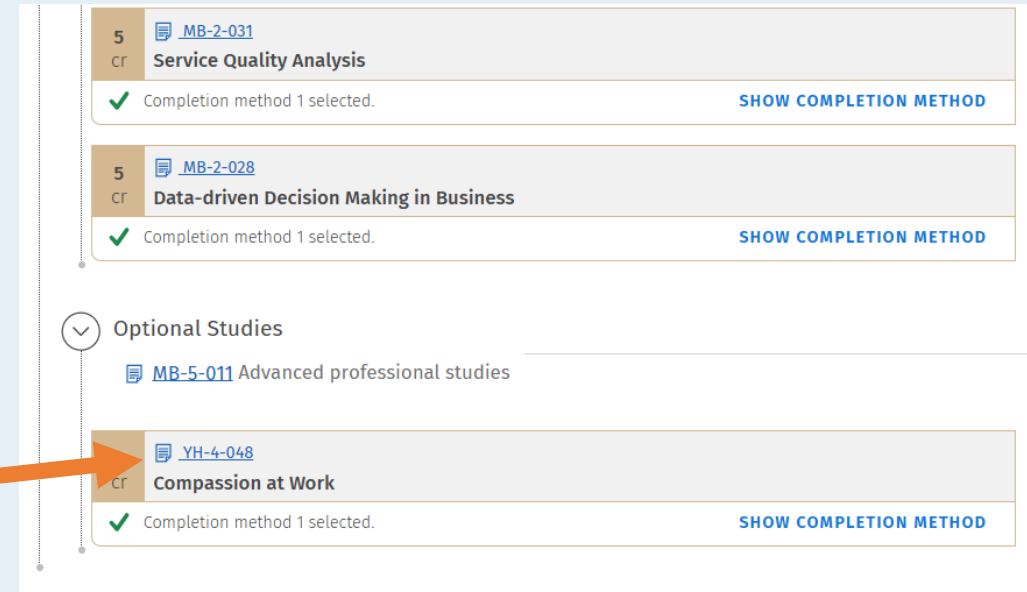 5
cr
MB-2-031
Service Quality Analysis
Completion method 1 selected.
SHOW COMPLETION METHOD
5
cr
MB-2-028
Data-driven Decision Making in Business
Completion method 1 selected.
SHOW COMPLETION METHOD
Optional Studies
MB-5-011 Advanced professional studies
cr
YH-4-048
Compassion at Work
Completion method 1 selected.
SHOW COMPLETION METHOD